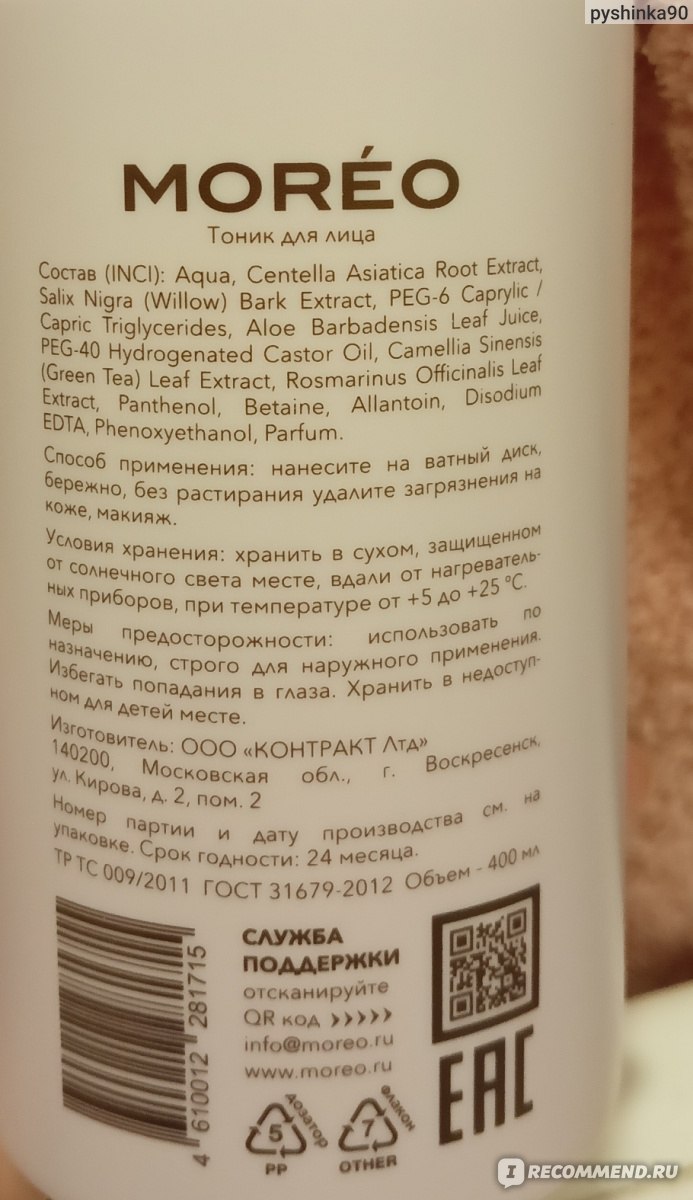 pyshinka90
MORÉO
Тоник для лица
Состав (INCI): Aqua, Centella Asiatica Root Extract,
Salix Nigra (Willow) Bark Extract, PEG-6 Caprylic /
Capric Triglycerides, Aloe Barbadensis Leaf Juice,
PEG-40 Hydrogenated Castor Oil, Camellia Sinensis
(Green Tea) Leaf Extract, Rosmarinus Officinalis Leaf
Extract, Panthenol, Betaine, Allantoin, Disodium
EDTA, Phenoxyethanol, Parfum.
Способ применения: нанесите на ватный диск,
бережно, без растирания удалите загрязнения на
коже, макияж.
Условия хранения: хранить в сухом, защищенном
от солнечного света месте, вдали от нагреватель-
ных приборов, при температуре от +5 до +25 °С.
Меры предосторожности: использовать по
назначению, строго для наружного применения.
Избегать попадания в глаза. Хранить в недоступ-
ном для детей месте.
Изготовитель: ООО «КОНТРАКТ Лтд»
140200, Московская обл., г. Воскресенск,
ул. Кирова, д. 2, пом. 2
Номер партии и дату производства см. на
упаковке. Срок годности: 24 месяца.
ТР ТС 009/2011 ГОСТ 31679-2012 Объем - 400 мл
4 610012 281715
СЛУЖБА
ПОДДЕРЖКИ
отсканируйте
QR код
info@moreo.ru
www.moreo.ru
EAC
5 дозатор
PP
7 флакон
OTHER
IRECOMMEND.RU